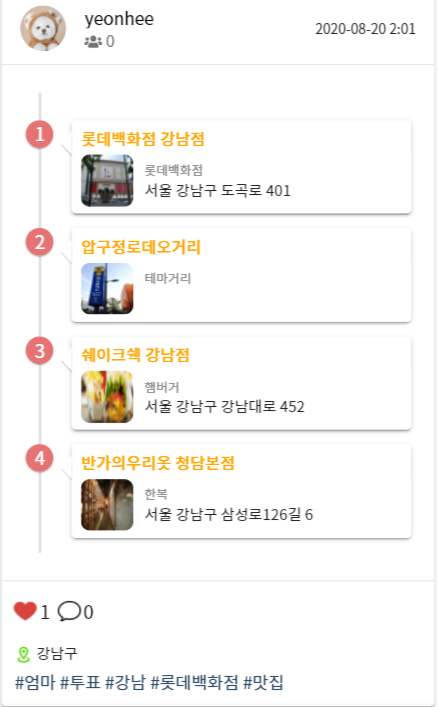 yeonhee
0
2020-08-20 2:01
1
롯데백화점 강남점
롯데백화점
서울 강남구 도곡로 401
2
압구정로데오거리
테마거리
3
쉐이크쉑 강남점
햄버거
서울 강남구 강남대로 452
4
반가의우리옷 청담본점
한복
서울 강남구 삼성로126길 6
1 0
강남구
#엄마 #투표 #강남 #롯데백화점 #맛집